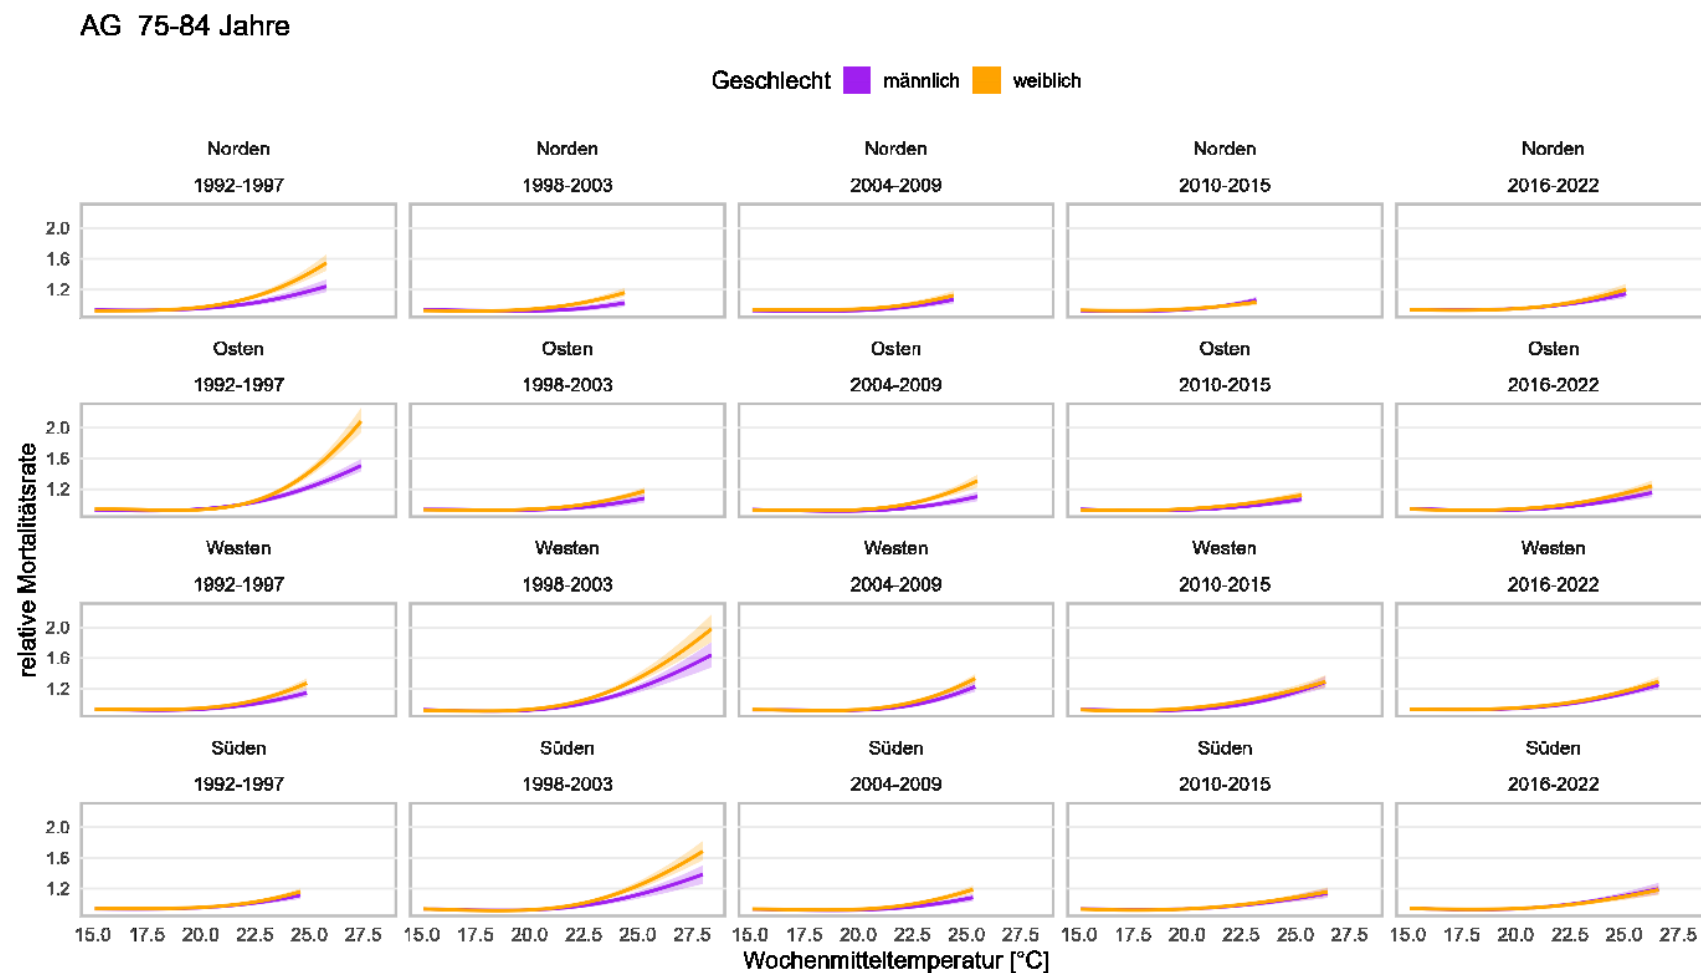 AG 75-84 Jahre
Geschlecht männlich weiblich
Norden Norden Norden Norden Norden
1992-1997 1998-2003 2004-2009 2010-2015 2016-2022
2.0
1.6
1.2
Osten Osten Osten Osten Osten
1992-1997 1998-2003 2004-2009 2010-2015 2016-2022
2.0
1.6
1.2
relative Mortalitätsrate
Westen Westen Westen Westen Westen
1992-1997 1998-2003 2004-2009 2010-2015 2016-2022
2.0
1.6
1.2
Süden Süden Süden Süden Süden
1992-1997 1998-2003 2004-2009 2010-2015 2016-2022
2.0
1.6
1.2
15.0 17.5 20.0 22.5 25.0 27.5 15.0 17.5 20.0 22.5 25.0 27.5 15.0 17.5 20.0 22.5 25.0 27.5 15.0 17.5 20.0 22.5 25.0 27.5 15.0 17.5 20.0 22.5 25.0 27.5
Wochenmitteltemperatur [°C]